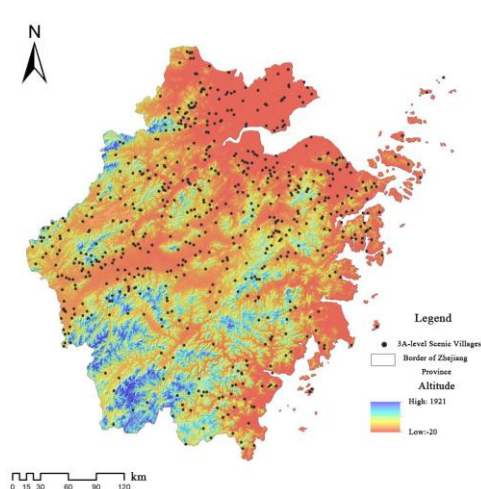 N
Legend
3A-level Scenic Villages
Border of Zhejiang
Province
Altitude
High: 1921
Low:-20
km
0 15 30 60 90 120